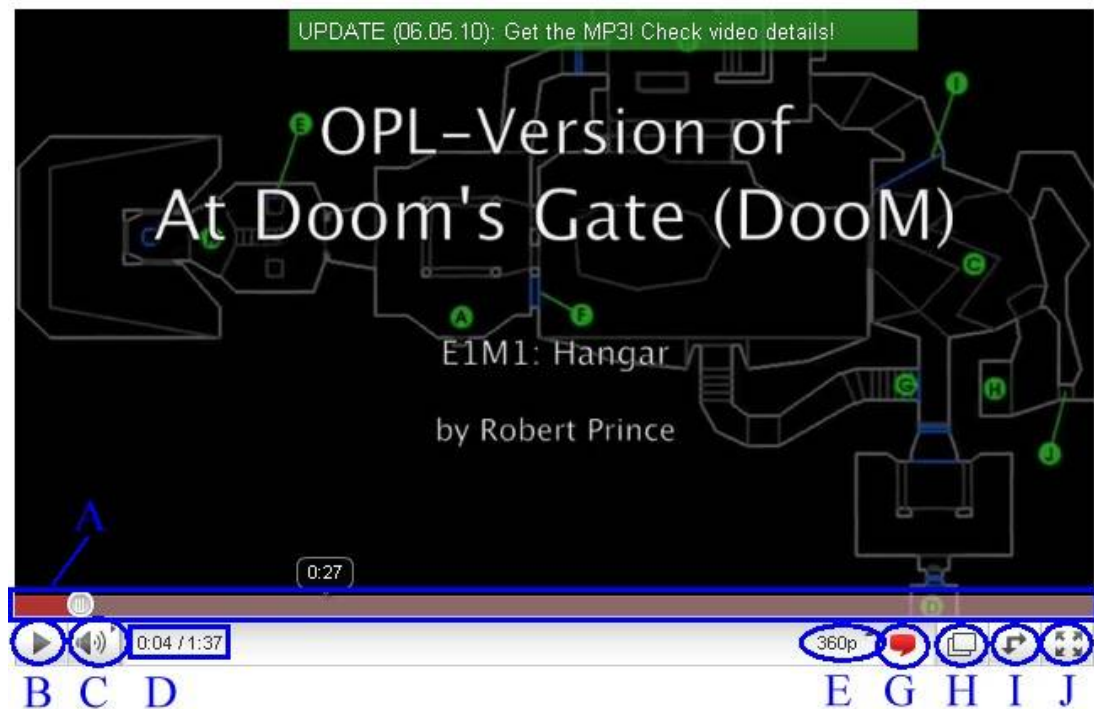 UPDATE (06.05.10): Get the MP3! Check video details!
I
E
OPL-Version of
At Doom's Gate (DooM)
C
A
F
E1M1: Hangar
G
H
by Robert Prince
J
A
0:27
D
0:04 / 1:37
360p
B C D E G H I J